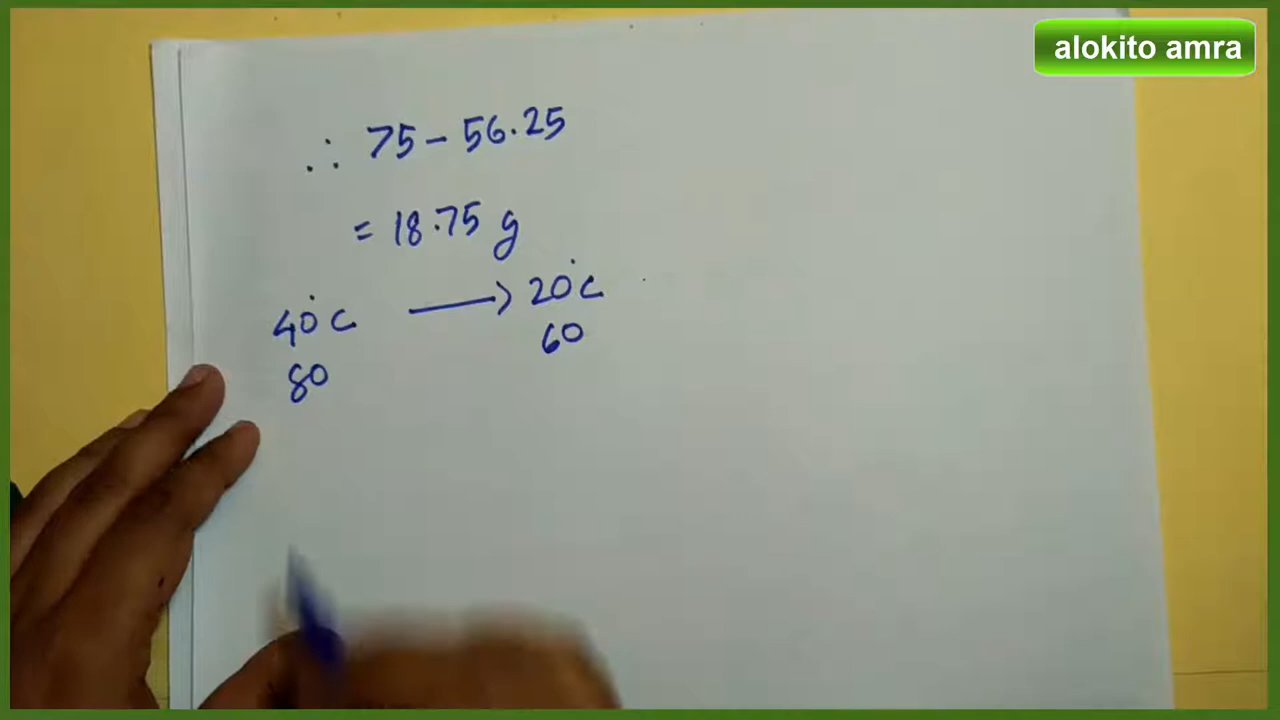 alokito amra
∴ 75 - 56.25
= 18.75 g
40°C ⟶ 20°C
80 60